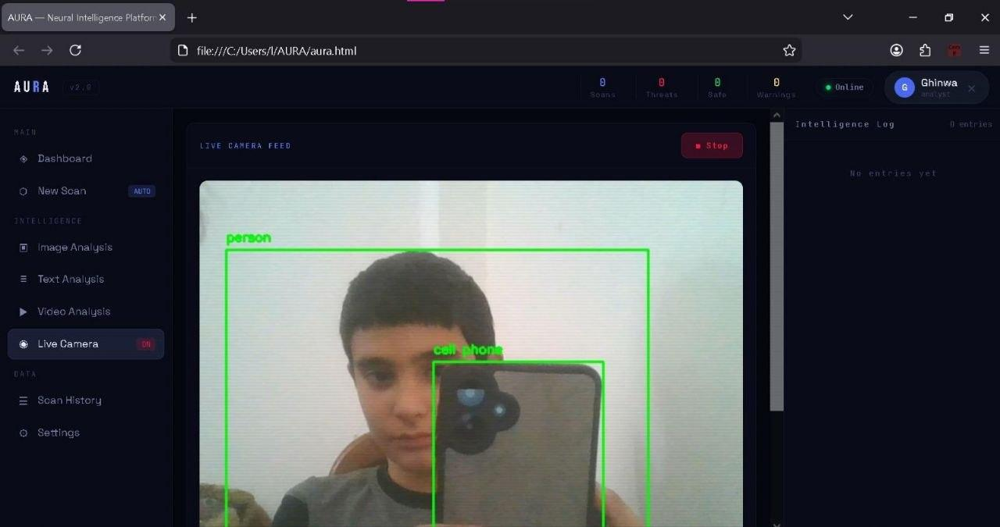 AURA — Neural Intelligence Platfor
file:///C:/Users/l/AURA/aura.html
AURA v2.0
0 Scans
0 Threats
0 Safe
0 Warnings
Online
G
Ghinwa
analyst
MAIN
Dashboard
New Scan AUTO
INTELLIGENCE
Image Analysis
Text Analysis
Video Analysis
Live Camera ON
DATA
Scan History
Settings
LIVE CAMERA FEED
Stop
person
cell phone
Intelligence Log 0 entries
No entries yet